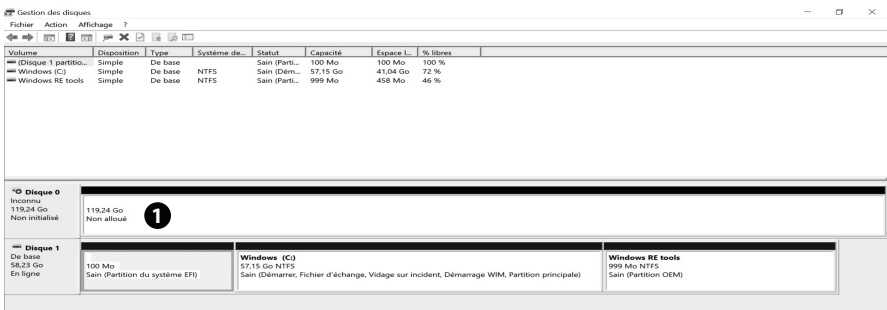 Gestion des disques
Fichier Action Affichage ?
Volume Disposition Type Système de... Statut Capacité Espace l... % libres
(Disque 1 partitio... Simple De base Sain (Parti... 100 Mo 100 Mo 100 %
Windows (C:) Simple De base NTFS Sain (Dém... 57,15 Go 41,04 Go 72 %
Windows RE tools Simple De base NTFS Sain (Parti... 999 Mo 458 Mo 46 %
Disque 0
Inconnu
119,24 Go
Non initialisé
119,24 Go
Non alloué
1
Disque 1
De base
58,23 Go
En ligne
100 Mo
Sain (Partition du système EFI)
Windows (C:)
57,15 Go NTFS
Sain (Démarrer, Fichier d'échange, Vidage sur incident, Démarrage WIM, Partition principale)
Windows RE tools
999 Mo NTFS
Sain (Partition OEM)